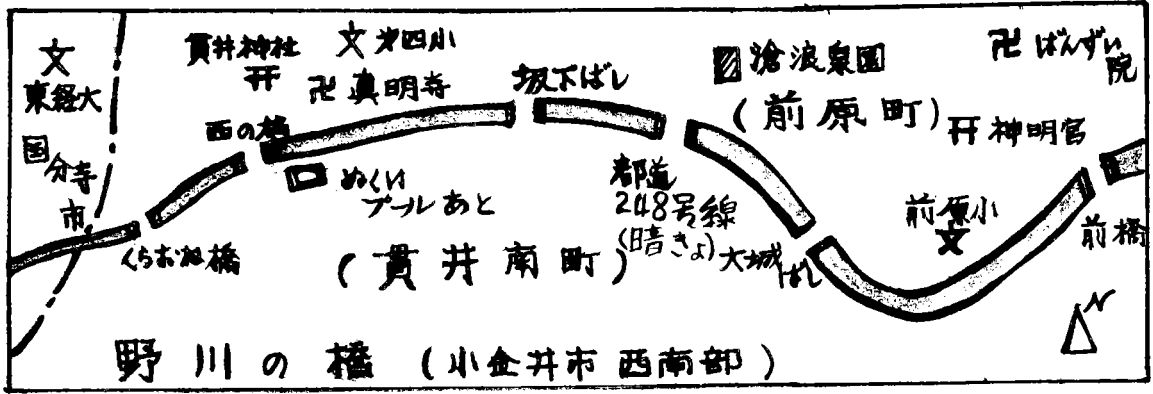 文
東経大
国分寺市
貫井神社
文 第四小
卍 真明寺
西の橋
坂下ばし
滄浪泉園
(前原町)
卍 ばんずい院
神明宮
ぬくい
プールあと
都道
248号線
(暗きょ)
大城ばし
前原小
文
前橋
くらおね橋
(貫井南町)
N
野川の橋 (小金井市西南部)